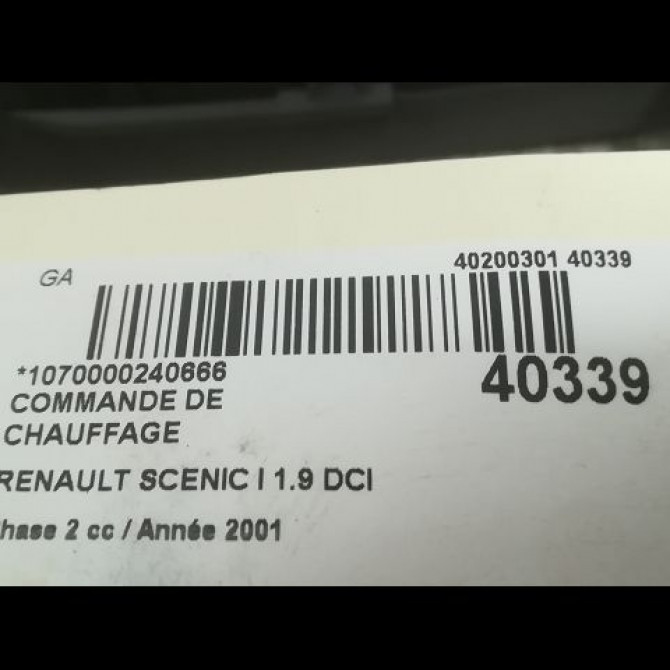 GA
40200301 40339
*1070000240666
40339
COMMANDE DE
CHAUFFAGE
RENAULT SCENIC I 1.9 DCI
hase 2 cc / Année 2001